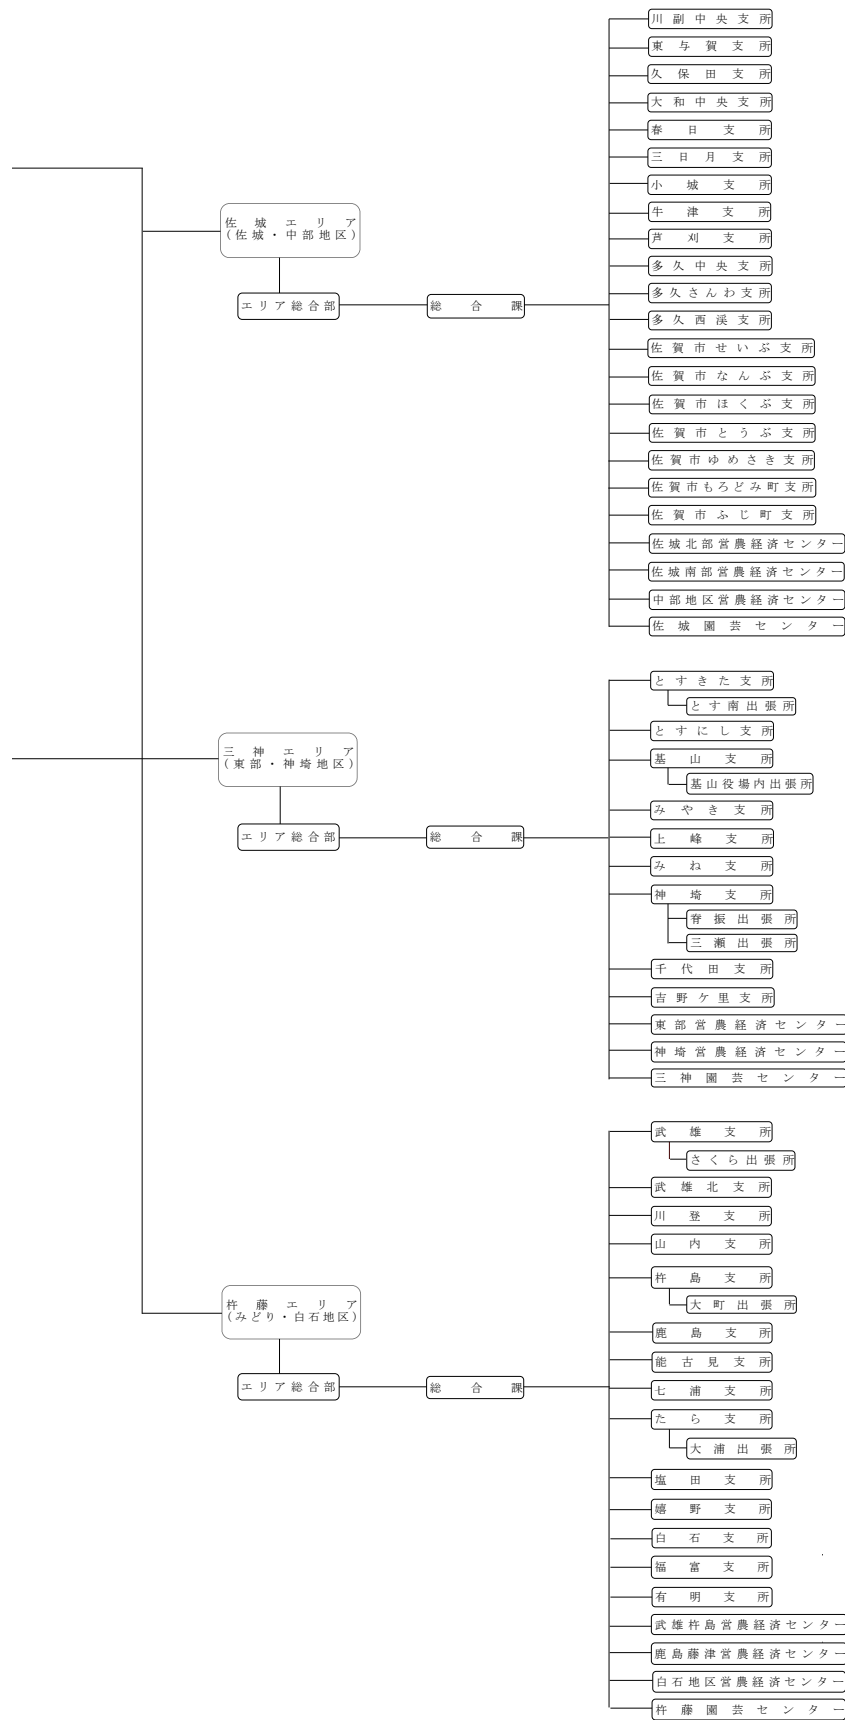 川副中央支所
東与賀支所
久保田支所
大和中央支所
春日支所
三日月支所
小城支所
牛津支所
芦刈支所
多久中央支所
多久さんわ支所
多久西渓支所
佐賀市せいぶ支所
佐賀市なんぶ支所
佐賀市ほくぶ支所
佐賀市とうぶ支所
佐賀市ゆめさき支所
佐賀市もろどみ町支所
佐賀市ふじ町支所
佐城北部営農経済センター
佐城南部営農経済センター
中部地区営農経済センター
佐城園芸センター
佐城エリア
(佐城・中部地区)
エリア総合部
総合課
とすきた支所
とす南出張所
とすにし支所
基山支所
基山役場内出張所
みやき支所
上峰支所
みね支所
神埼支所
脊振出張所
三瀬出張所
千代田支所
吉野ケ里支所
東部営農経済センター
神埼営農経済センター
三神園芸センター
三神エリア
(東部・神埼地区)
エリア総合部
総合課
武雄支所
さくら出張所
武雄北支所
川登支所
山内支所
杵島支所
大町出張所
鹿島支所
能古見支所
七浦支所
たら支所
大浦出張所
塩田支所
嬉野支所
白石支所
福富支所
有明支所
武雄杵島営農経済センター
鹿島藤津営農経済センター
白石地区営農経済センター
杵藤園芸センター
杵藤エリア
(みどり・白石地区)
エリア総合部
総合課